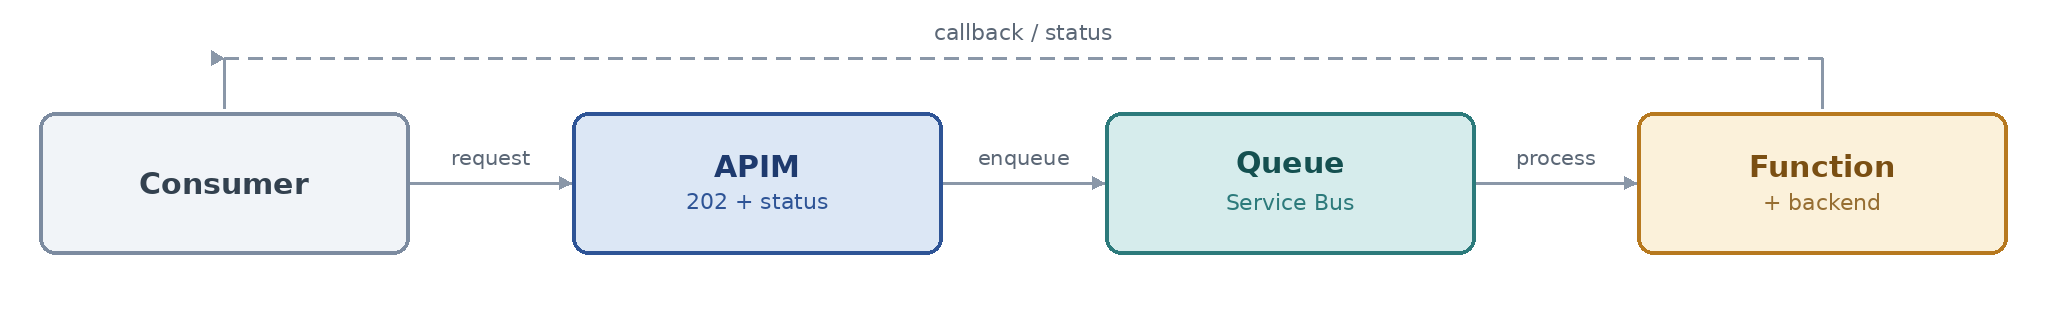 callback / status
Consumer
request
APIM
202 + status
enqueue
Queue
Service Bus
process
Function
+ backend